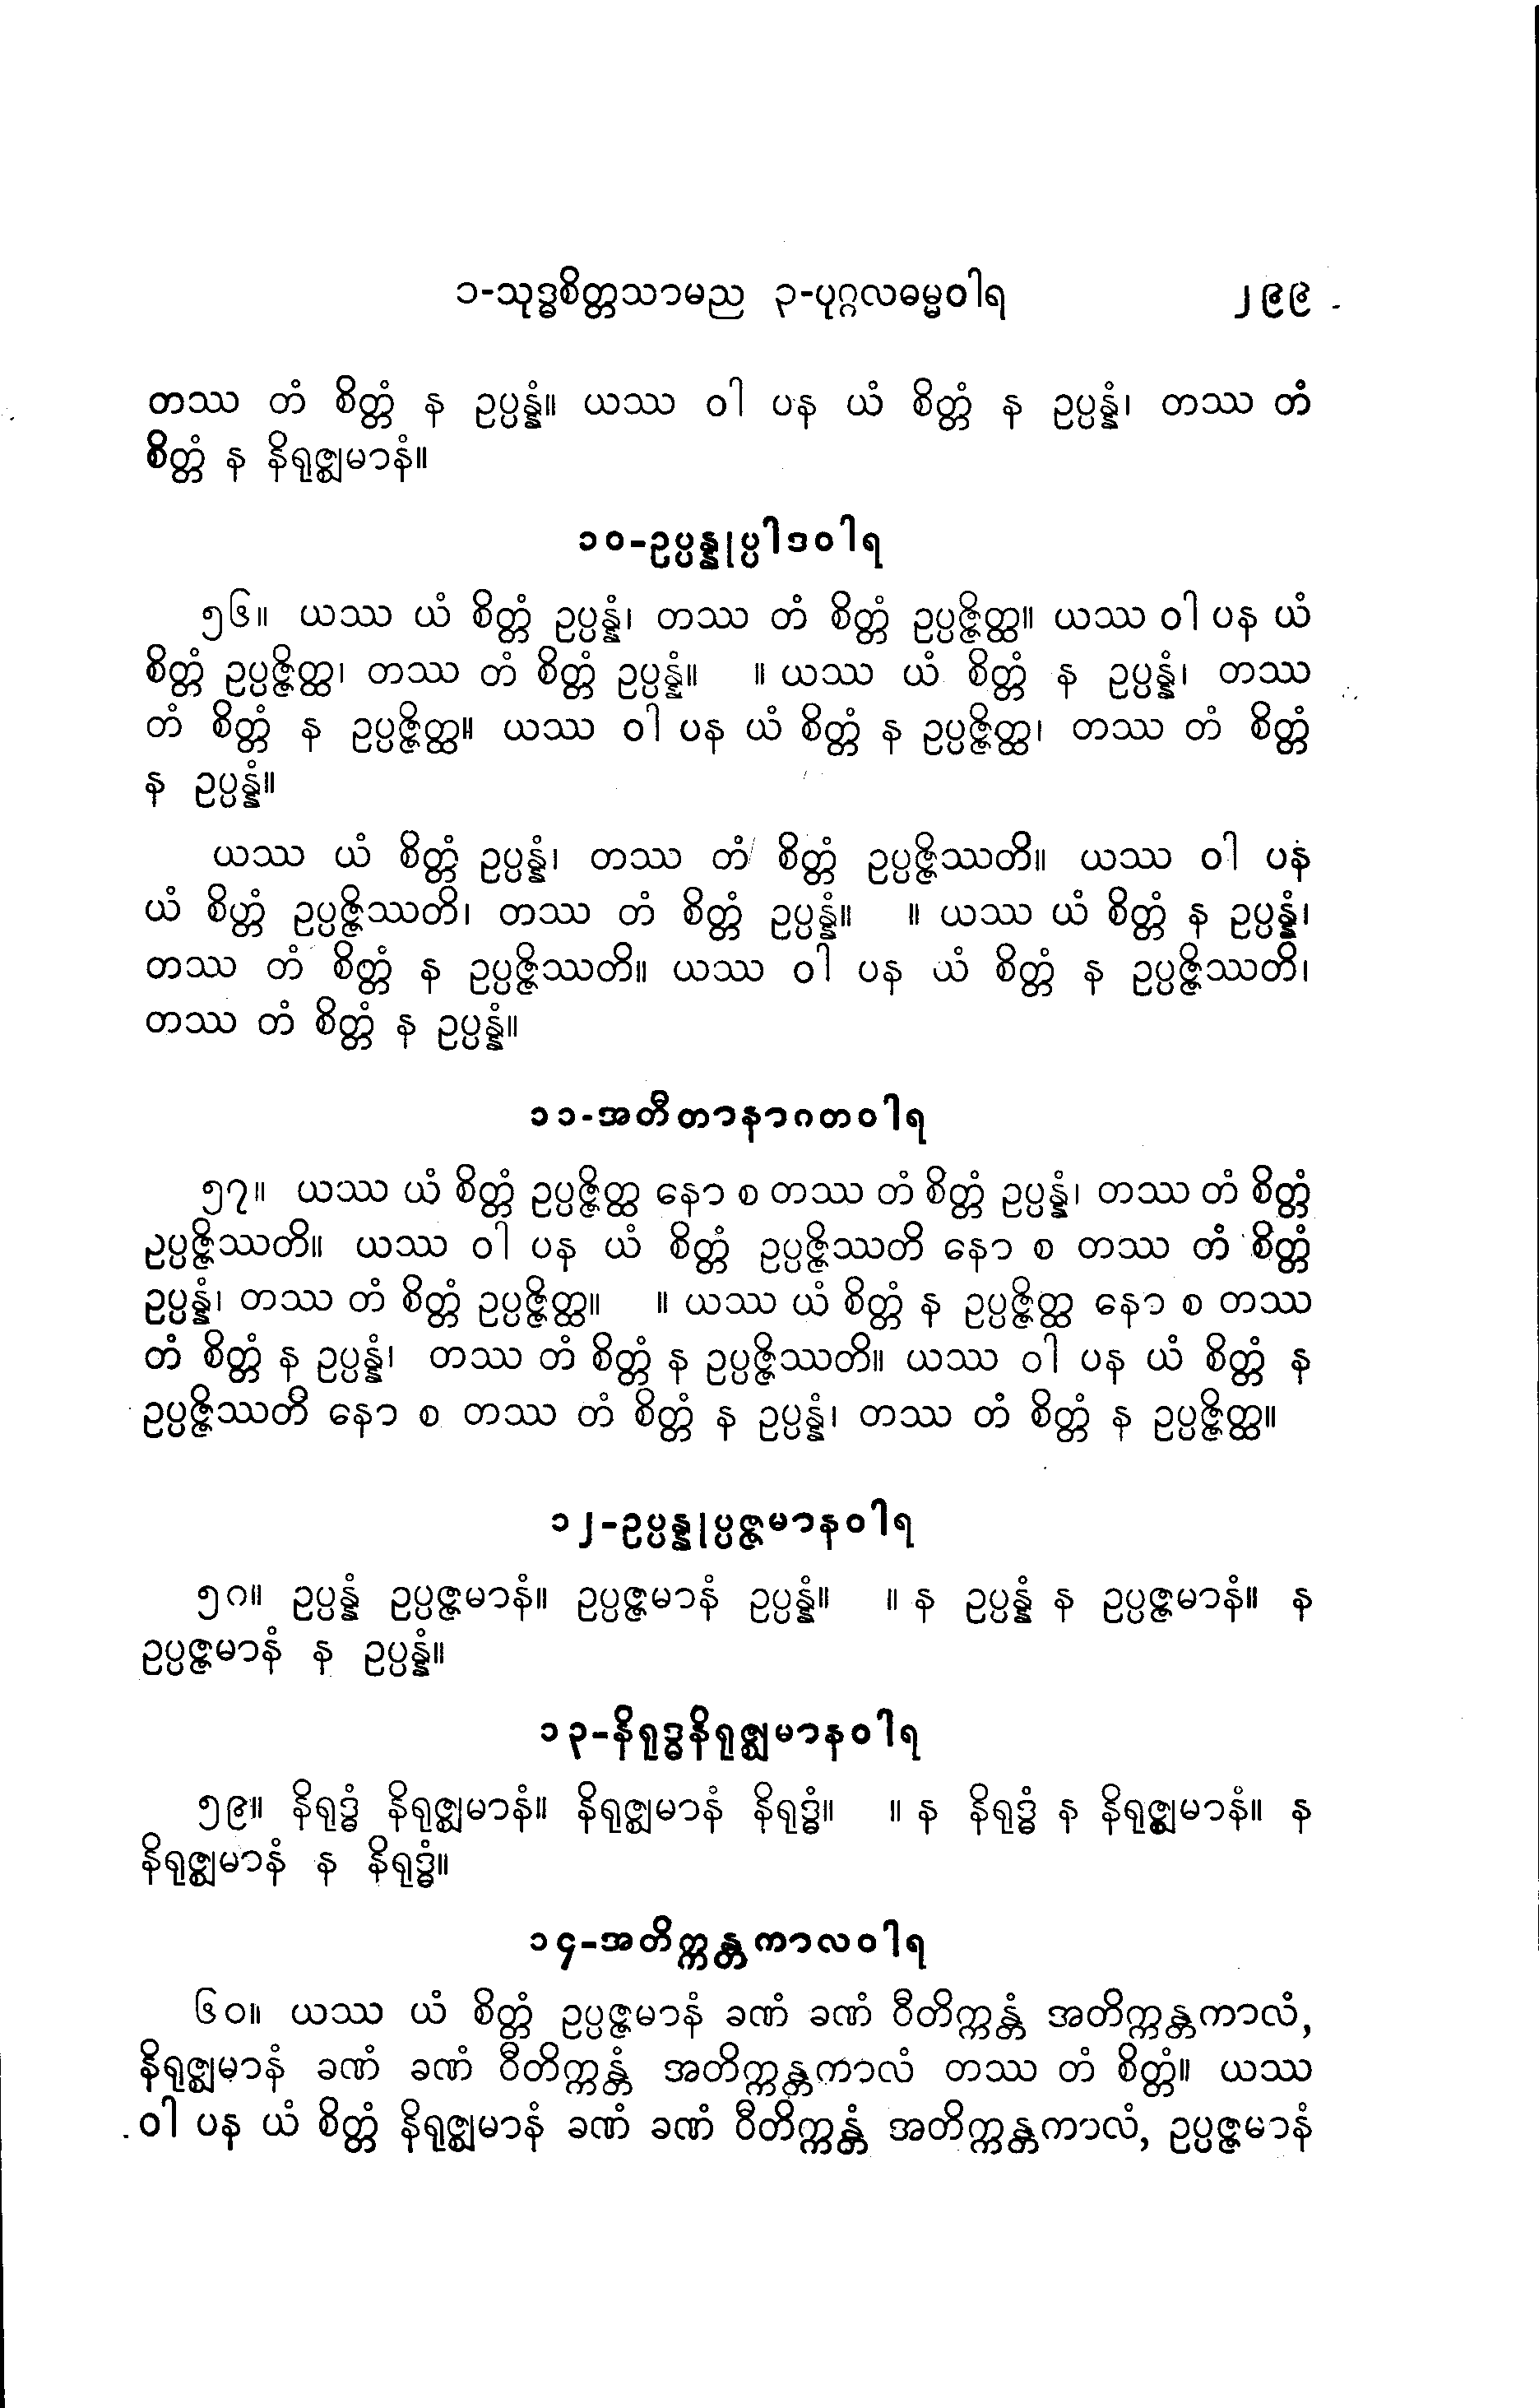 ၁-သုဒ္ဓစိတ္တသာမည ၃-ပုဂ္ဂလဓမ္မဝါရ ၂၉၉
တဿ တံ စိတ္တံ န ဥပ္ပန္နံ။ ယဿ ဝါ ပန ယံ စိတ္တံ န ဥပ္ပန္နံ၊ တဿ တံ
စိတ္တံ န နိရုဇ္ဈမာနံ။
၁၀-ဥပ္ပန္နုပ္ပါဒဝါရ
၅၆။ ယဿ ယံ စိတ္တံ ဥပ္ပန္နံ၊ တဿ တံ စိတ္တံ ဥပ္ပဇ္ဇိတ္ထ။ ယဿ ဝါ ပန ယံ
စိတ္တံ ဥပ္ပဇ္ဇိတ္ထ၊ တဿ တံ စိတ္တံ ဥပ္ပန္နံ။ ။ ယဿ ယံ စိတ္တံ န ဥပ္ပန္နံ၊ တဿ
တံ စိတ္တံ န ဥပ္ပဇ္ဇိတ္ထ။ ယဿ ဝါ ပန ယံ စိတ္တံ န ဥပ္ပဇ္ဇိတ္ထ၊ တဿ တံ စိတ္တံ
န ဥပ္ပန္နံ။
ယဿ ယံ စိတ္တံ ဥပ္ပန္နံ၊ တဿ တံ စိတ္တံ ဥပ္ပဇ္ဇိဿတိ။ ယဿ ဝါ ပန
ယံ စိတ္တံ ဥပ္ပဇ္ဇိဿတိ၊ တဿ တံ စိတ္တံ ဥပ္ပန္နံ။ ။ ယဿ ယံ စိတ္တံ န ဥပ္ပန္နံ၊
တဿ တံ စိတ္တံ န ဥပ္ပဇ္ဇိဿတိ။ ယဿ ဝါ ပန ယံ စိတ္တံ န ဥပ္ပဇ္ဇိဿတိ၊
တဿ တံ စိတ္တံ န ဥပ္ပန္နံ။
၁၁-အတီတာနာဂတဝါရ
၅၇။ ယဿ ယံ စိတ္တံ ဥပ္ပဇ္ဇိတ္ထ နော စ တဿ တံ စိတ္တံ ဥပ္ပန္နံ၊ တဿ တံ စိတ္တံ
ဥပ္ပဇ္ဇိဿတိ။ ယဿ ဝါ ပန ယံ စိတ္တံ ဥပ္ပဇ္ဇိဿတိ နော စ တဿ တံ စိတ္တံ
ဥပ္ပန္နံ၊ တဿ တံ စိတ္တံ ဥပ္ပဇ္ဇိတ္ထ။ ။ ယဿ ယံ စိတ္တံ န ဥပ္ပဇ္ဇိတ္ထ နော စ တဿ
တံ စိတ္တံ န ဥပ္ပန္နံ၊ တဿ တံ စိတ္တံ န ဥပ္ပဇ္ဇိဿတိ။ ယဿ ဝါ ပန ယံ စိတ္တံ န
ဥပ္ပဇ္ဇိဿတိ နော စ တဿ တံ စိတ္တံ န ဥပ္ပန္နံ၊ တဿ တံ စိတ္တံ န ဥပ္ပဇ္ဇိတ္ထ။
၁၂-ဥပ္ပန္နုပ္ပဇ္ဇမာနဝါရ
၅၈။ ဥပ္ပန္နံ ဥပ္ပဇ္ဇမာနံ။ ဥပ္ပဇ္ဇမာနံ ဥပ္ပန္နံ။ ။ န ဥပ္ပန္နံ န ဥပ္ပဇ္ဇမာနံ။ န
ဥပ္ပဇ္ဇမာနံ န ဥပ္ပန္နံ။
၁၃-နိရုဒ္ဓနိရုဇ္ဈမာနဝါရ
၅၉။ နိရုဒ္ဓံ နိရုဇ္ဈမာနံ။ နိရုဇ္ဈမာနံ နိရုဒ္ဓံ။ ။ န နိရုဒ္ဓံ န နိရုဇ္ဈမာနံ။ န
နိရုဇ္ဈမာနံ န နိရုဒ္ဓံ။
၁၄-အတိက္ကန္တကာလဝါရ
၆၀။ ယဿ ယံ စိတ္တံ ဥပ္ပဇ္ဇမာနံ ခဏံ ခဏံ ဝီတိက္ကန္တံ အတိက္ကန္တကာလံ,
နိရုဇ္ဈမာနံ ခဏံ ခဏံ ဝီတိက္ကန္တံ အတိက္ကန္တကာလံ တဿ တံ စိတ္တံ။ ယဿ
ဝါ ပန ယံ စိတ္တံ နိရုဇ္ဈမာနံ ခဏံ ခဏံ ဝီတိက္ကန္တံ အတိက္ကန္တကာလံ, ဥပ္ပဇ္ဇမာနံ